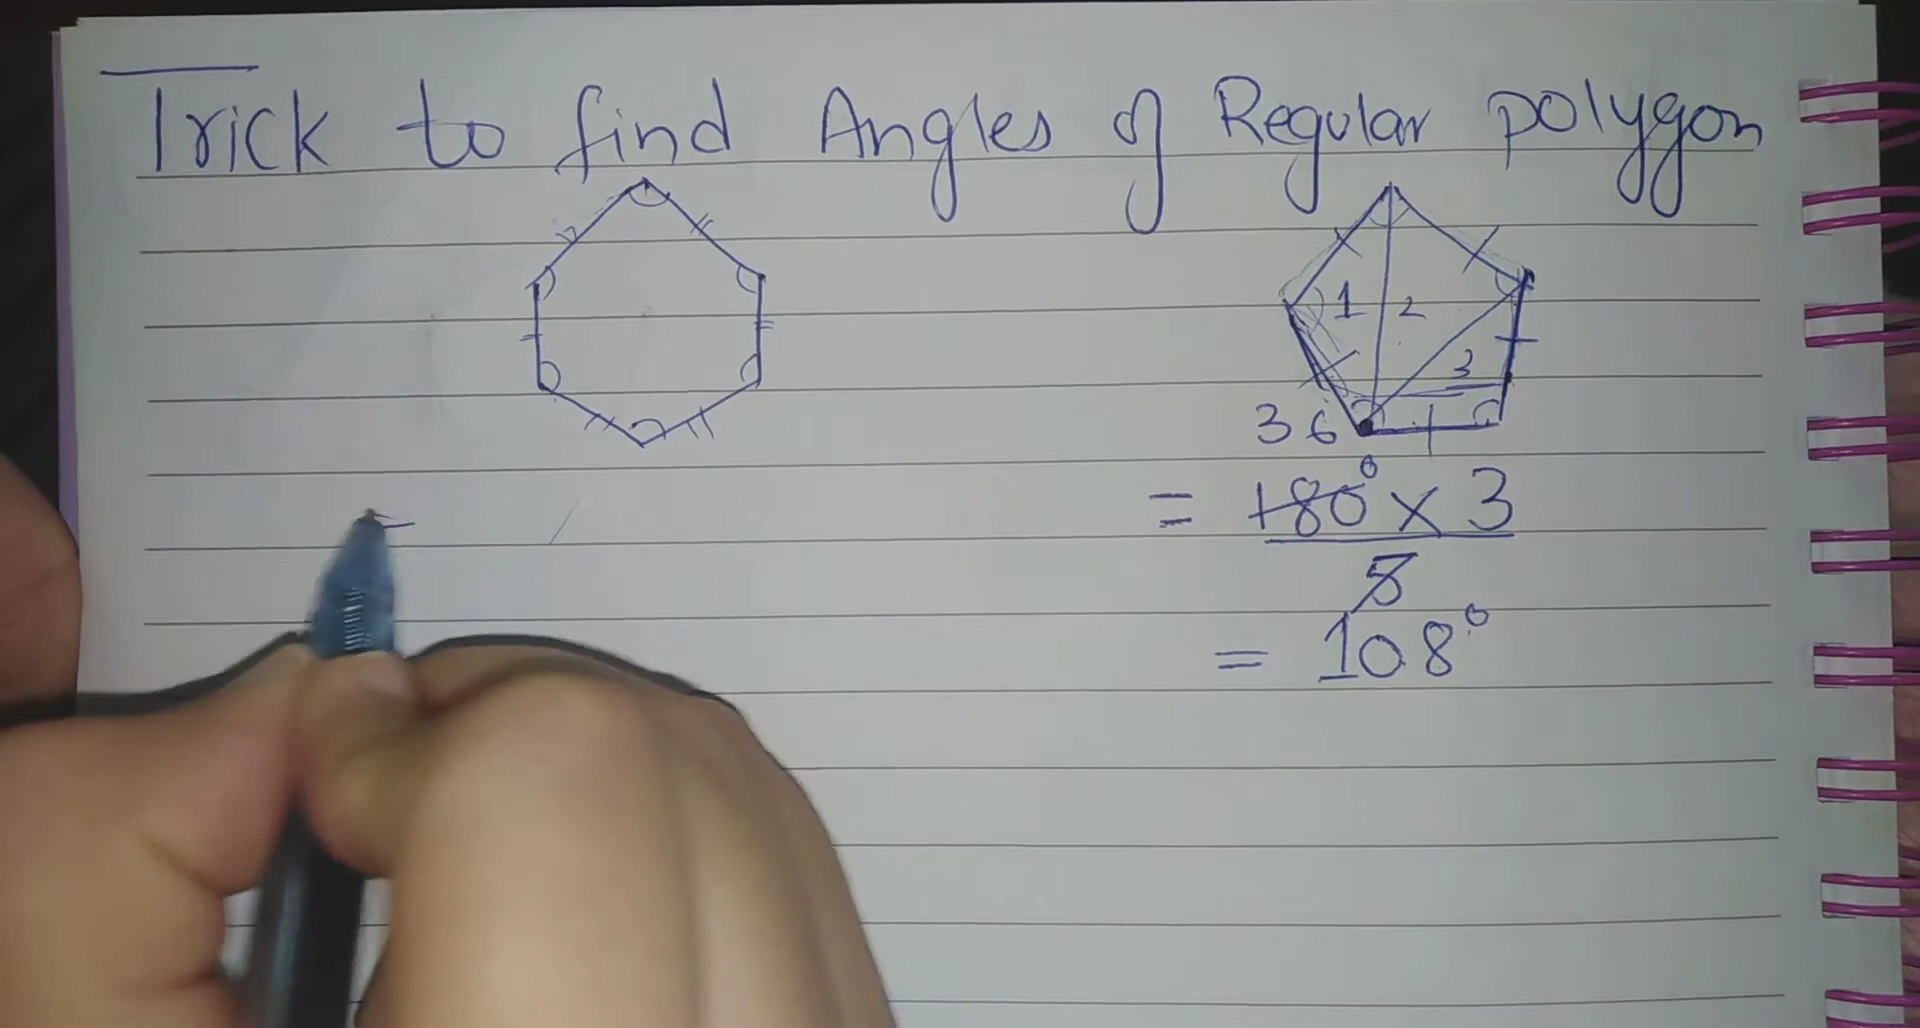 Trick to find Angles of Regular polygon
1 2
3
36
= 180° x 3
5
= 108°